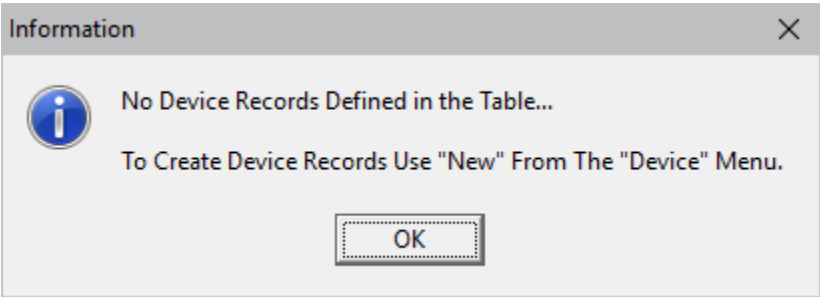 Information
No Device Records Defined in the Table...
To Create Device Records Use "New" From The "Device" Menu.
OK